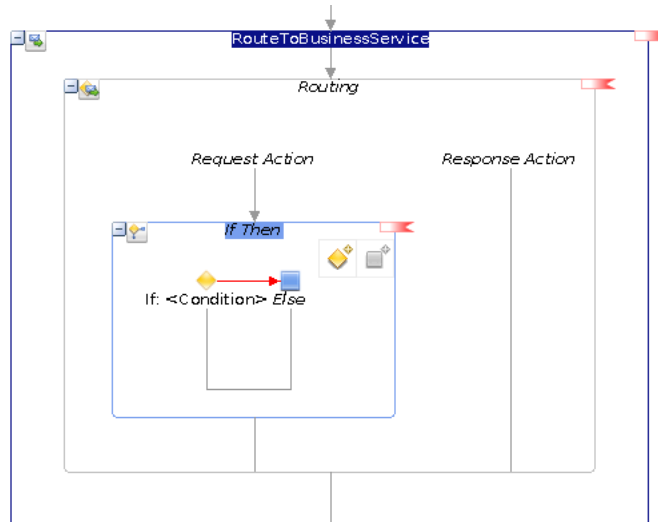 RouteToBusinessService
Routing
Request Action Response Action
If Then
If: <Condition> Else